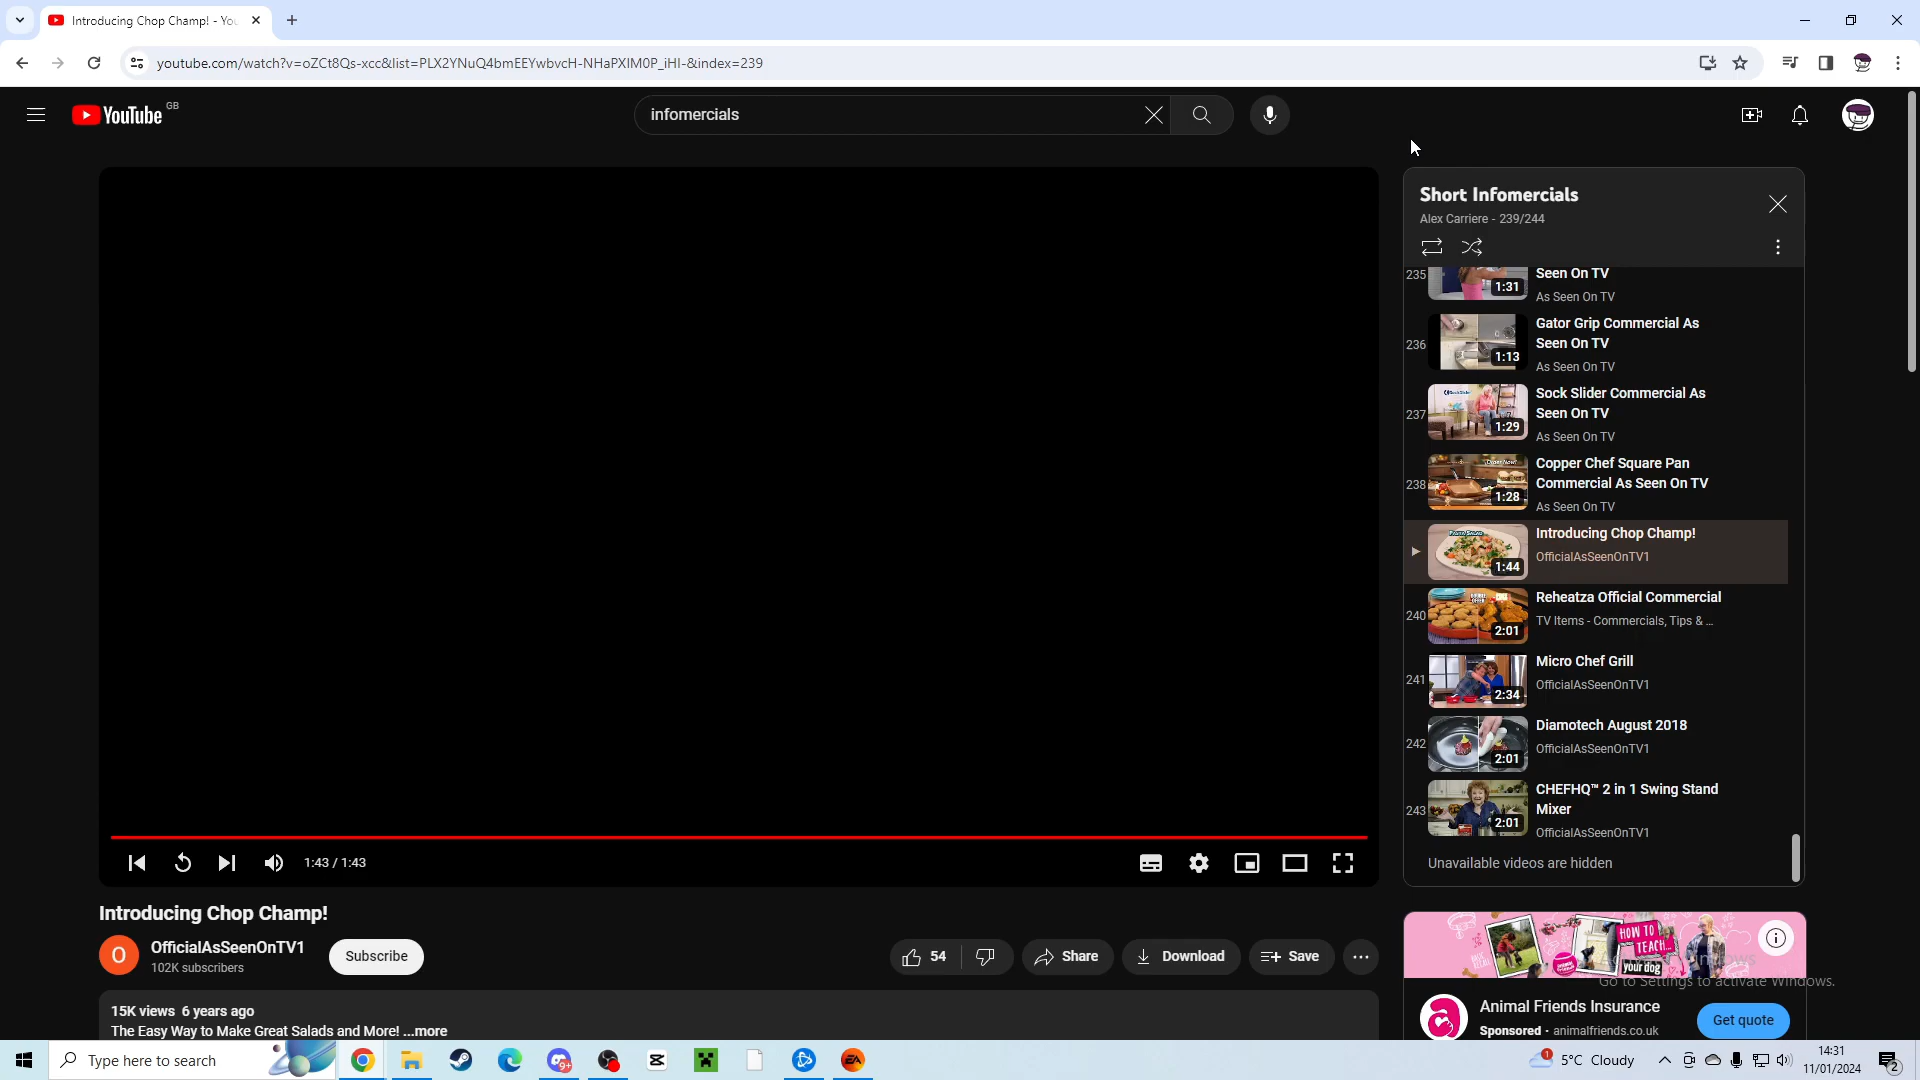 Introducing Chop Champ! - You
youtube.com/watch?v=oZCt8Qs-xcc&list=PLX2YNuQ4bmEEYwbvcH-NHaPXIM0P_iHI-&index=239
YouTube GB
infomercials
Short Infomercials
Alex Carriere - 239/244
235
1:31
Seen On TV
As Seen On TV
236
1:13
Gator Grip Commercial As
Seen On TV
As Seen On TV
237
1:29
Sock Slider Commercial As
Seen On TV
As Seen On TV
238
1:28
Copper Chef Square Pan
Commercial As Seen On TV
As Seen On TV
PASTA SALAD
1:44
Introducing Chop Champ!
OfficialAsSeenOnTV1
240
2:01
Reheatza Official Commercial
TV Items - Commercials, Tips & ...
241
2:34
Micro Chef Grill
OfficialAsSeenOnTV1
242
2:01
Diamotech August 2018
OfficialAsSeenOnTV1
243
2:01
CHEFHQ™ 2 in 1 Swing Stand
Mixer
OfficialAsSeenOnTV1
Unavailable videos are hidden
1:43 / 1:43
Introducing Chop Champ!
O
OfficialAsSeenOnTV1
102K subscribers
Subscribe
54
Share
Download
Save
15K views 6 years ago
The Easy Way to Make Great Salads and More! ...more
HOW TO
TEACH...
your dog
Go to Settings to activate Windows.
Animal Friends Insurance
Sponsored · animalfriends.co.uk
Get quote
Type here to search
EA
1
5°C Cloudy
14:31
11/01/2024
2